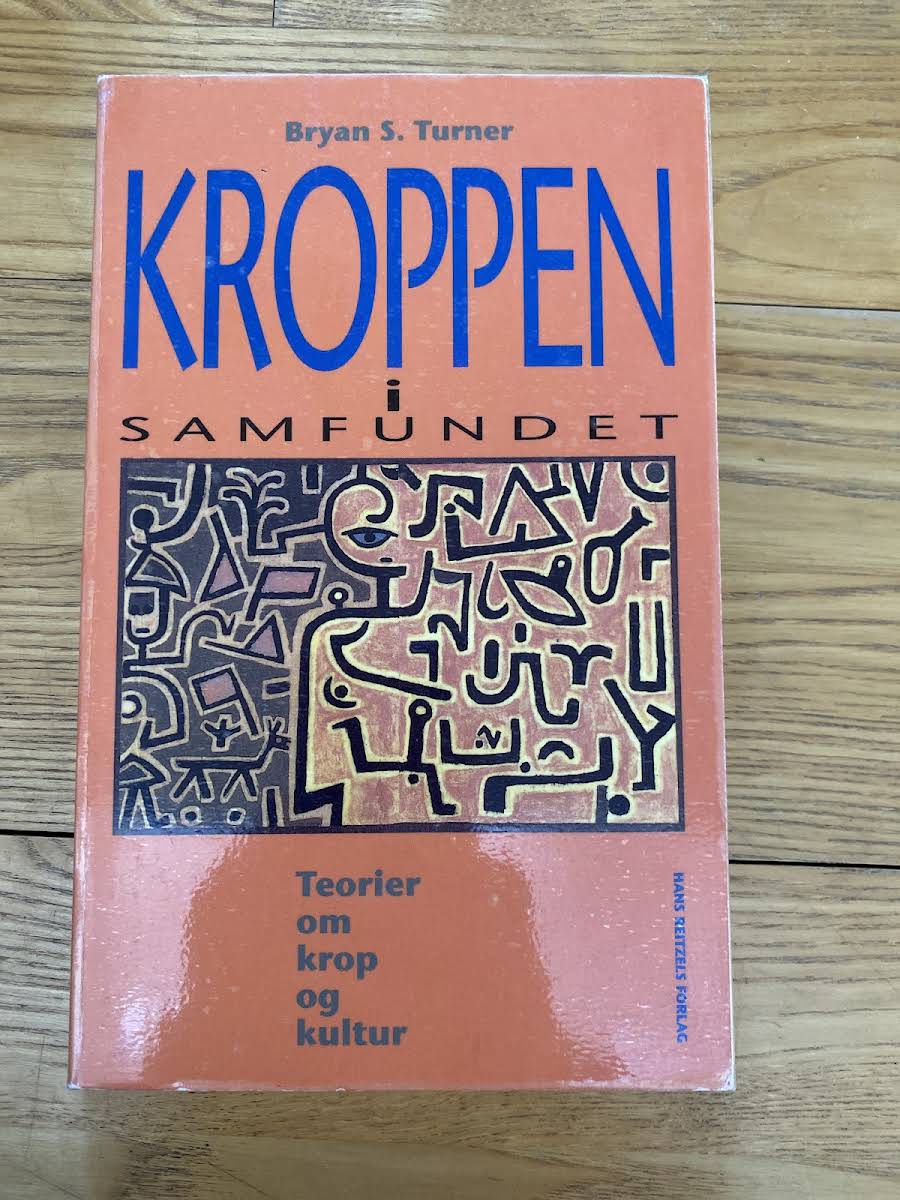 Bryan S. Turner
KROPPEN
i
SAMFUNDET
Teorier
om
krop
og
kultur
HANS REITZELS FORLAG